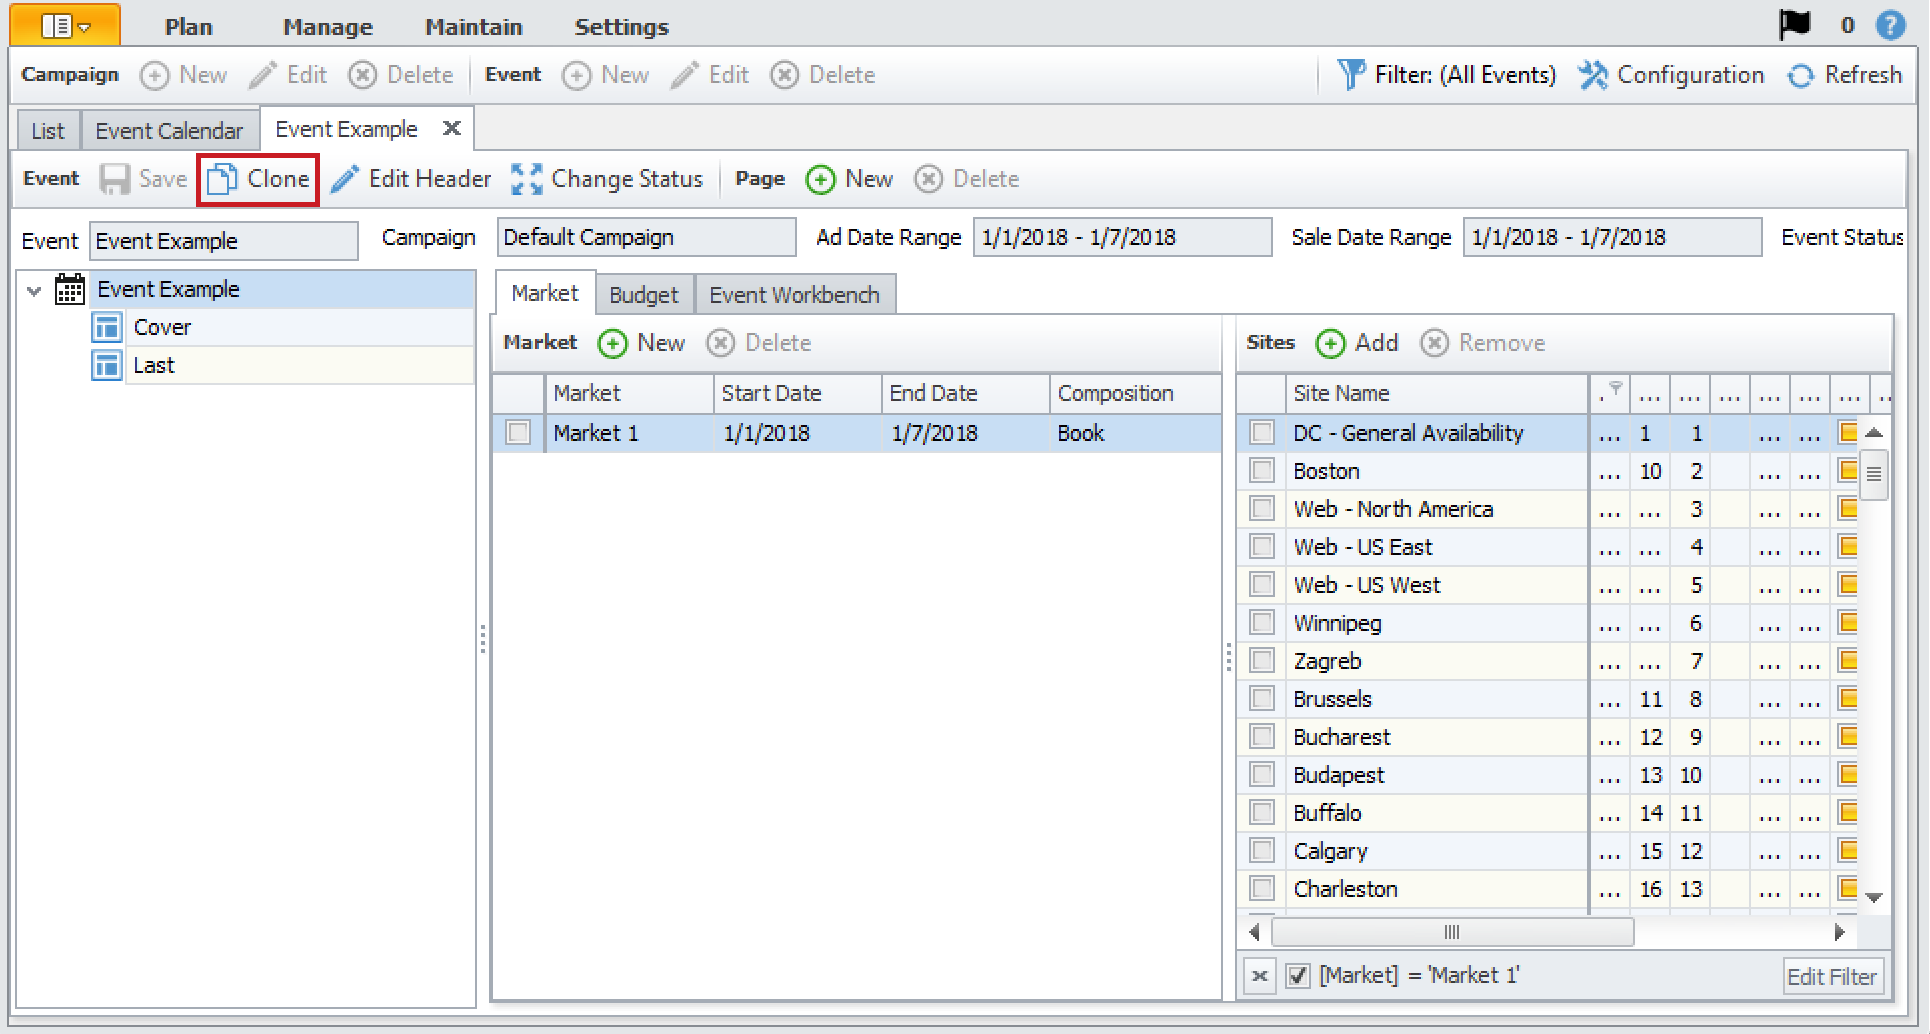 Plan Manage Maintain Settings 0 ?
Campaign New Edit Delete Event New Edit Delete Filter: (All Events) Configuration Refresh
List Event Calendar Event Example
Event Save Clone Edit Header Change Status Page New Delete
Event Event Example Campaign Default Campaign Ad Date Range 1/1/2018 - 1/7/2018 Sale Date Range 1/1/2018 - 1/7/2018 Event Status
Event Example
Cover
Last
Market Budget Event Workbench
Market New Delete
Market Start Date End Date Composition
Market 1 1/1/2018 1/7/2018 Book
Sites Add Remove
Site Name . ... ... ... ... ... ... ..
DC - General Availability ... 1 1 ... ...
Boston ... 10 2 ... ...
Web - North America ... ... 3 ... ...
Web - US East ... ... 4 ... ...
Web - US West ... ... 5 ... ...
Winnipeg ... ... 6 ... ...
Zagreb ... ... 7 ... ...
Brussels ... 11 8 ... ...
Bucharest ... 12 9 ... ...
Budapest ... 13 10 ... ...
Buffalo ... 14 11 ... ...
Calgary ... 15 12 ... ...
Charleston ... 16 13 ... ...
[Market] = 'Market 1' Edit Filter